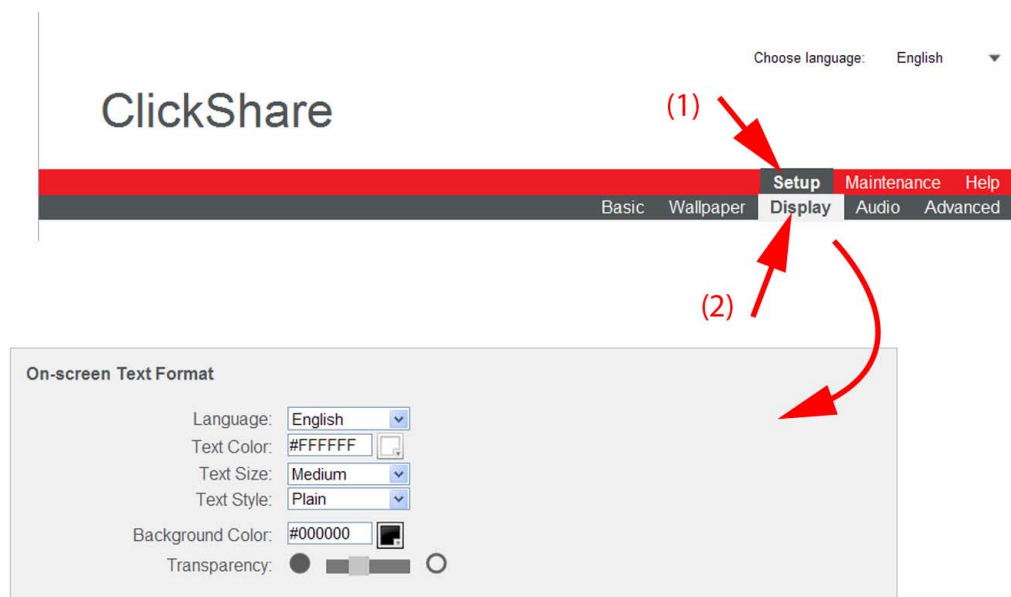 Choose language: English
ClickShare
(1)
Setup Maintenance Help
Basic Wallpaper Display Audio Advanced
(2)
On-screen Text Format
Language: English
Text Color: #FFFFFF
Text Size: Medium
Text Style: Plain
Background Color: #000000
Transparency: